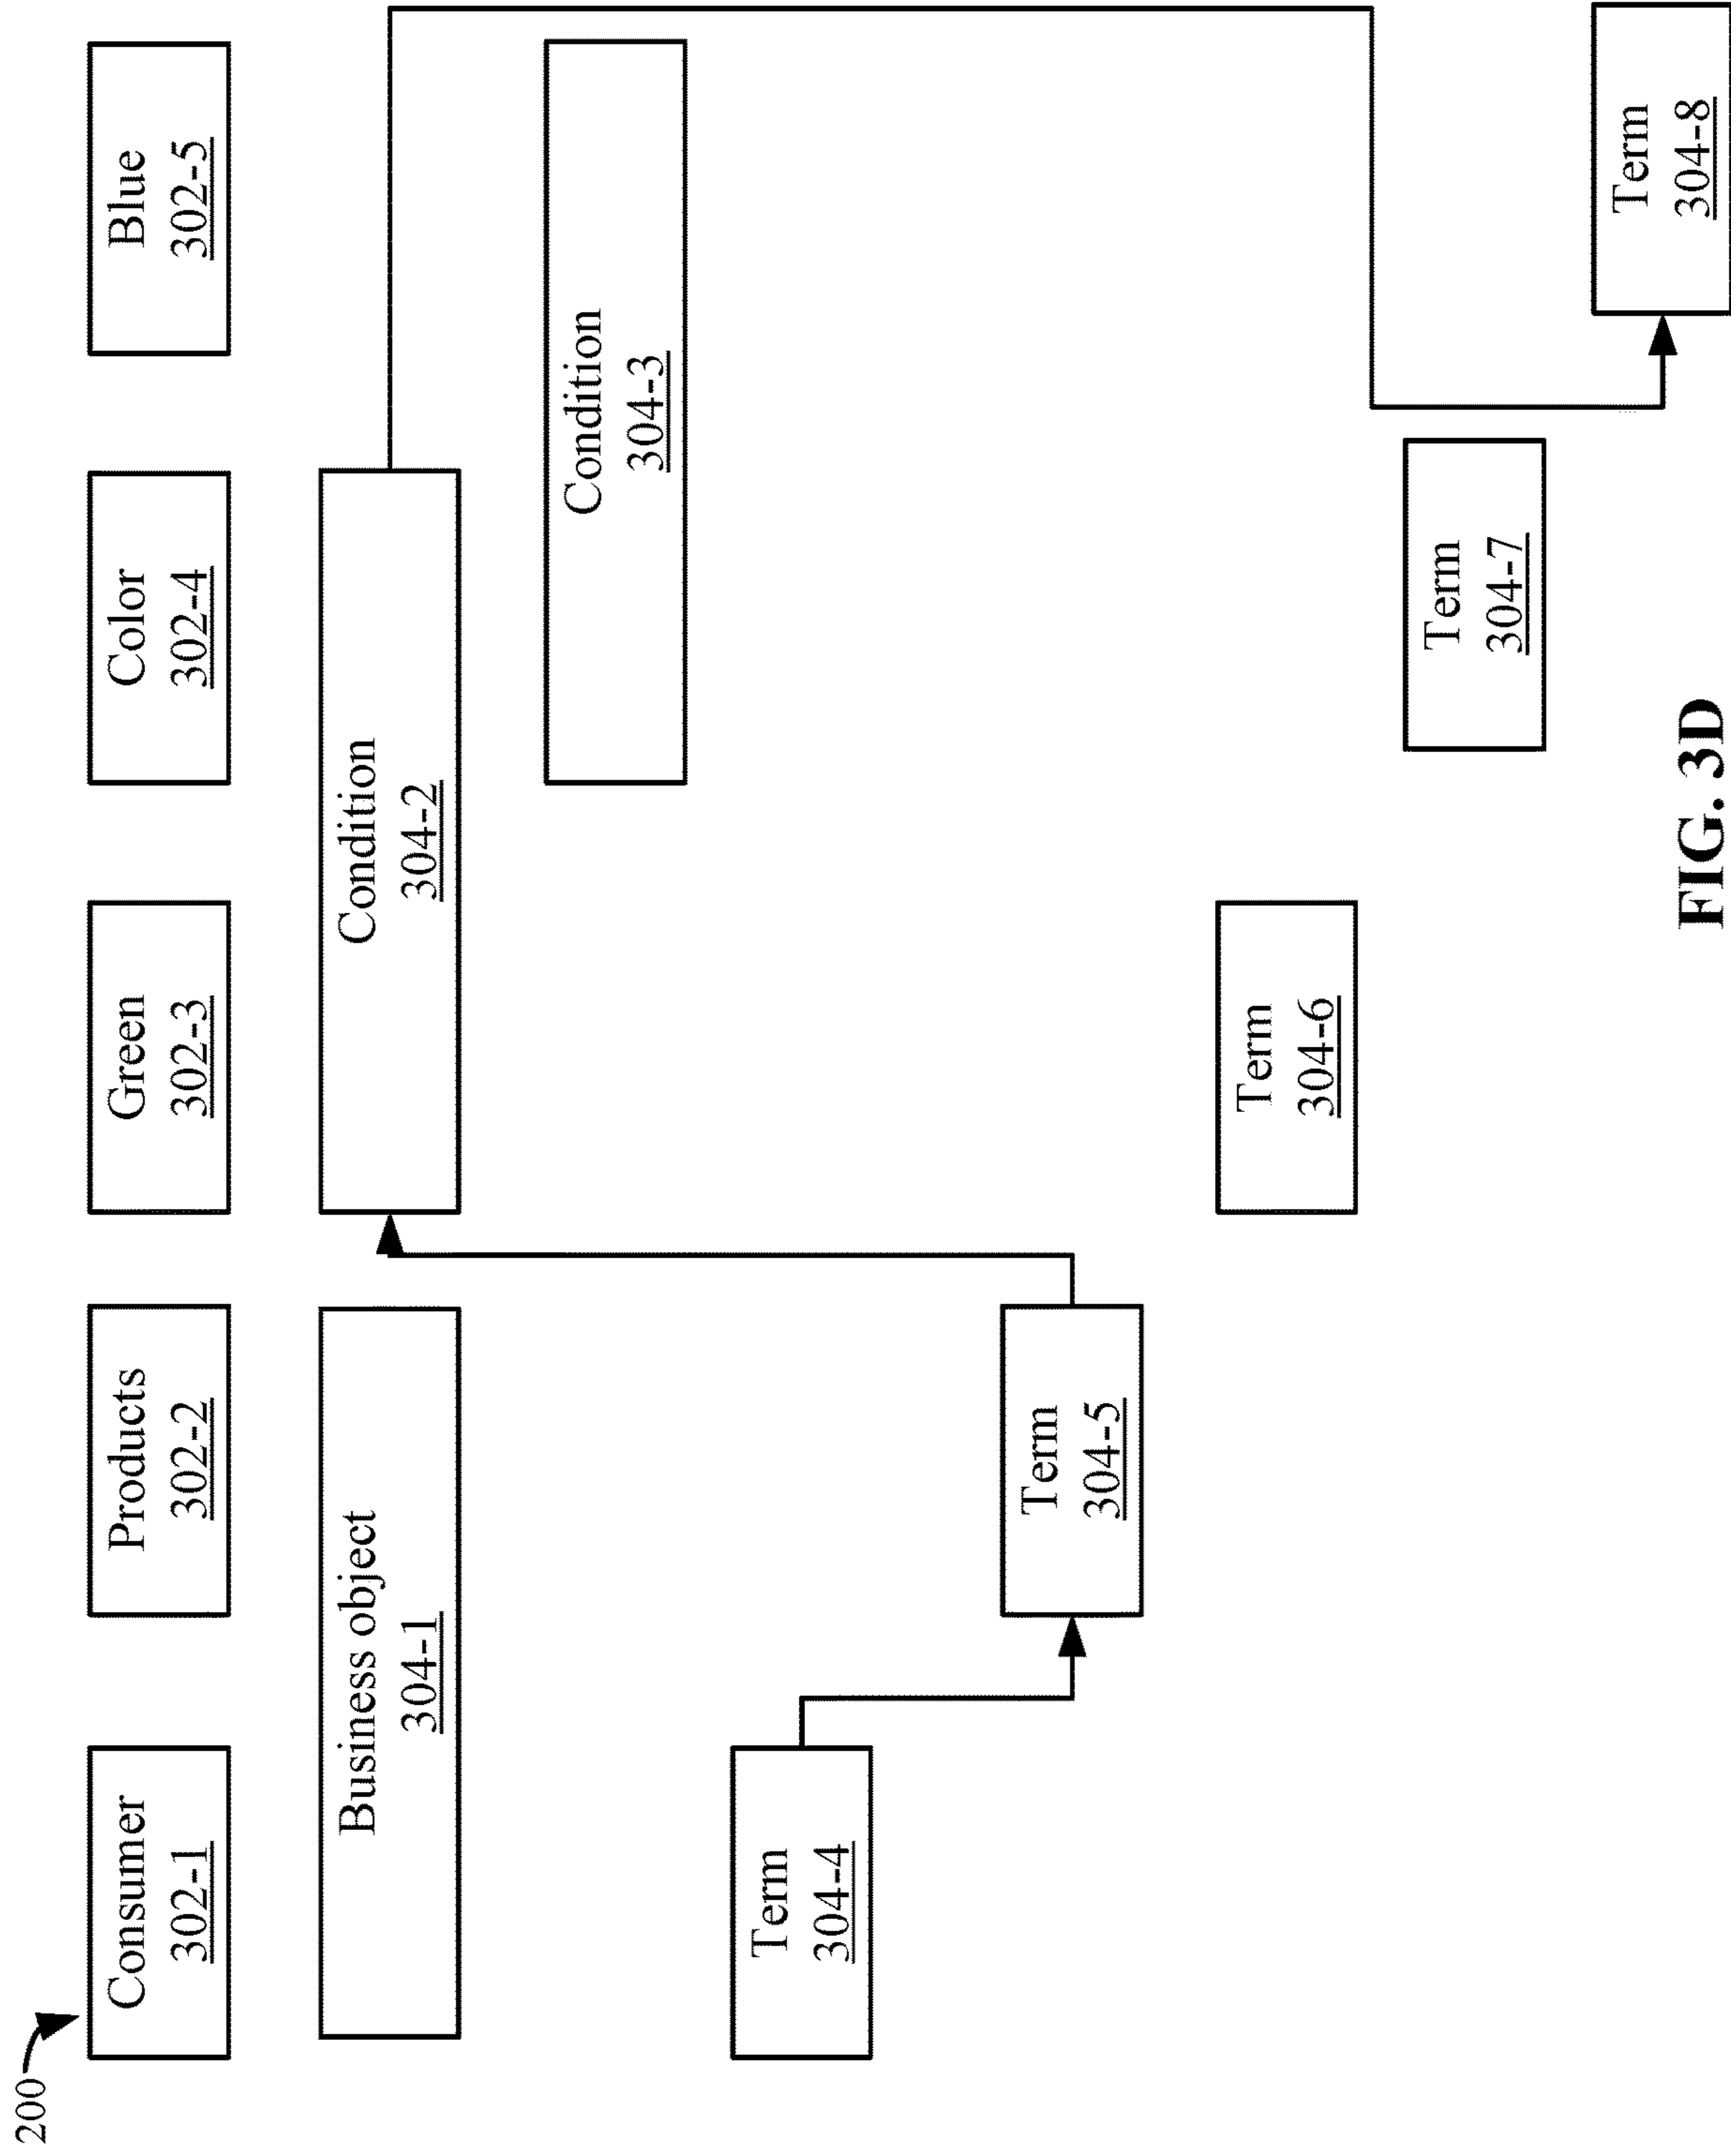 200
Consumer
302-1
Products
302-2
Green
302-3
Color
302-4
Blue
302-5
Business object
304-1
Condition
304-2
Condition
304-3
Term
304-4
Term
304-5
Term
304-6
Term
304-7
Term
304-8
FIG. 3D